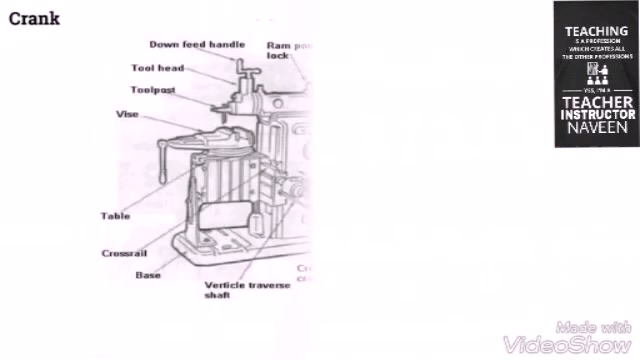 Crank
Down feed handle
Ram
lock
Tool head
Toolpost
Vise
Table
Crossrail
Base
Verticle traverse
shaft
TEACHING
IS A PROFESSION
WHICH CREATES ALL
THE OTHER PROFESSIONS
YES, I'M A
TEACHER
INSTRUCTOR
NAVEEN
Made with
VideoShow